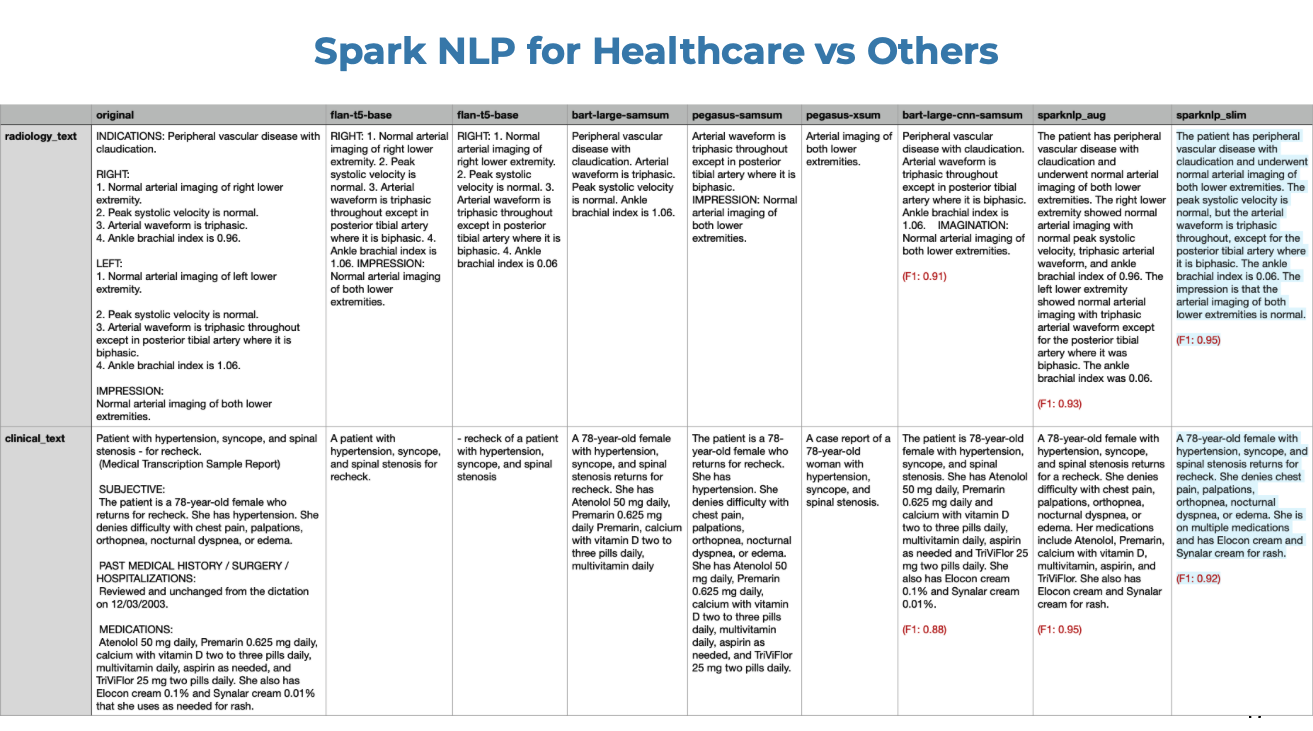 Spark NLP for Healthcare vs Others
original
flan-t5-base
flan-t5-base
bart-large-samsum
pegasus-samsum
pegasus-xsum
bart-large-cnn-samsum
sparknlp_aug
sparknlp_slim
radiology_text
INDICATIONS: Peripheral vascular disease with
claudication.
RIGHT:
1. Normal arterial imaging of right lower
extremity.
2. Peak systolic velocity is normal.
3. Arterial waveform is triphasic.
4. Ankle brachial index is 0.96.
LEFT:
1. Normal arterial imaging of left lower
extremity.
2. Peak systolic velocity is normal.
3. Arterial waveform is triphasic throughout
except in posterior tibial artery where it is
biphasic.
4. Ankle brachial index is 1.06.
IMPRESSION:
Normal arterial imaging of both lower
extremities.
RIGHT: 1. Normal arterial
imaging of right lower
extremity. 2. Peak
systolic velocity is
normal. 3. Arterial
waveform is triphasic
throughout except in
posterior tibial artery
where it is biphasic. 4.
Ankle brachial index is
1.06. IMPRESSION:
Normal arterial imaging
of both lower
extremities.
RIGHT: 1. Normal
arterial imaging of
right lower extremity.
2. Peak systolic
velocity is normal. 3.
Arterial waveform is
triphasic throughout
except in posterior
tibial artery where it is
biphasic. 4. Ankle
brachial index is 0.06
Peripheral vascular
disease with
claudication. Arterial
waveform is triphasic.
Peak systolic velocity
is normal. Ankle
brachial index is 1.06.
Arterial waveform is
triphasic throughout
except in posterior
tibial artery where it is
biphasic.
IMPRESSION: Normal
arterial imaging of
both lower
extremities.
Arterial imaging of
both lower
extremities.
Peripheral vascular
disease with claudication.
Arterial waveform is
triphasic throughout
except in posterior tibial
artery where it is biphasic.
Ankle brachial index is
1.06. IMAGINATION:
Normal arterial imaging of
both lower extremities.
(F1: 0.91)
The patient has peripheral
vascular disease with
claudication and
underwent normal arterial
imaging of both lower
extremities. The right lower
extremity showed normal
arterial imaging with
normal peak systolic
velocity, triphasic arterial
waveform, and ankle
brachial index of 0.96. The
left lower extremity
showed normal arterial
imaging with triphasic
arterial waveform except
for the posterior tibial
artery where it was
biphasic. The ankle
brachial index was 0.06.
(F1: 0.93)
The patient has peripheral
vascular disease with
claudication and underwent
normal arterial imaging of
both lower extremities. The
peak systolic velocity is
normal, but the arterial
waveform is triphasic
throughout, except for the
posterior tibial artery where
it is biphasic. The ankle
brachial index is 0.06. The
impression is that the
arterial imaging of both
lower extremities is normal.
(F1: 0.95)
clinical_text
Patient with hypertension, syncope, and spinal
stenosis - for recheck.
(Medical Transcription Sample Report)
SUBJECTIVE:
The patient is a 78-year-old female who
returns for recheck. She has hypertension. She
denies difficulty with chest pain, palpations,
orthopnea, nocturnal dyspnea, or edema.
PAST MEDICAL HISTORY / SURGERY /
HOSPITALIZATIONS:
Reviewed and unchanged from the dictation
on 12/03/2003.
MEDICATIONS:
Atenolol 50 mg daily, Premarin 0.625 mg daily,
calcium with vitamin D two to three pills daily,
multivitamin daily, aspirin as needed, and
TriViFlor 25 mg two pills daily. She also has
Elocon cream 0.1% and Synalar cream 0.01%
that she uses as needed for rash.
A patient with
hypertension, syncope,
and spinal stenosis for
recheck.
- recheck of a patient
with hypertension,
syncope, and spinal
stenosis
A 78-year-old female
with hypertension,
syncope, and spinal
stenosis returns for
recheck. She has
Atenolol 50 mg daily,
Premarin 0.625 mg
daily Premarin, calcium
with vitamin D two to
three pills daily,
multivitamin daily
The patient is a 78-
year-old female who
returns for recheck.
She has
hypertension. She
denies difficulty with
chest pain,
palpations,
orthopnea, nocturnal
dyspnea, or edema.
She has Atenolol 50
mg daily, Premarin
0.625 mg daily,
calcium with vitamin
D two to three pills
daily, multivitamin
daily, aspirin as
needed, and TriViFlor
25 mg two pills daily.
A case report of a
78-year-old
woman with
hypertension,
syncope, and
spinal stenosis.
The patient is 78-year-old
female with hypertension,
syncope, and spinal
stenosis. She has Atenolol
50 mg daily, Premarin
0.625 mg daily and
calcium with vitamin D
two to three pills daily,
multivitamin daily, aspirin
as needed and TriViFlor 25
mg two pills daily. She
also has Elocon cream
0.1% and Synalar cream
0.01%.
(F1: 0.88)
A 78-year-old female with
hypertension, syncope,
and spinal stenosis returns
for a recheck. She denies
difficulty with chest pain,
palpations, orthopnea,
nocturnal dyspnea, or
edema. Her medications
include Atenolol, Premarin,
calcium with vitamin D,
multivitamin, aspirin, and
TriViFlor. She also has
Elocon cream and Synalar
cream for rash.
(F1: 0.95)
A 78-year-old female with
hypertension, syncope, and
spinal stenosis returns for
recheck. She denies chest
pain, palpations,
orthopnea, nocturnal
dyspnea, or edema. She is
on multiple medications
and has Elocon cream and
Synalar cream for rash.
(F1: 0.92)